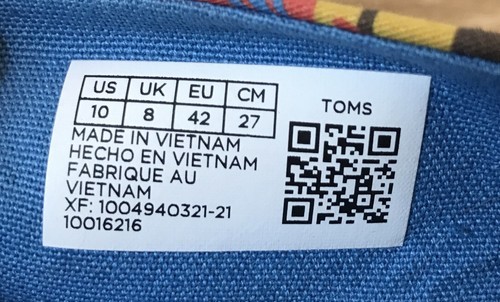 US UK EU CM
10 8 42 27
TOMS
MADE IN VIETNAM
HECHO EN VIETNAM
FABRIQUE AU
VIETNAM
XF: 1004940321-21
10016216